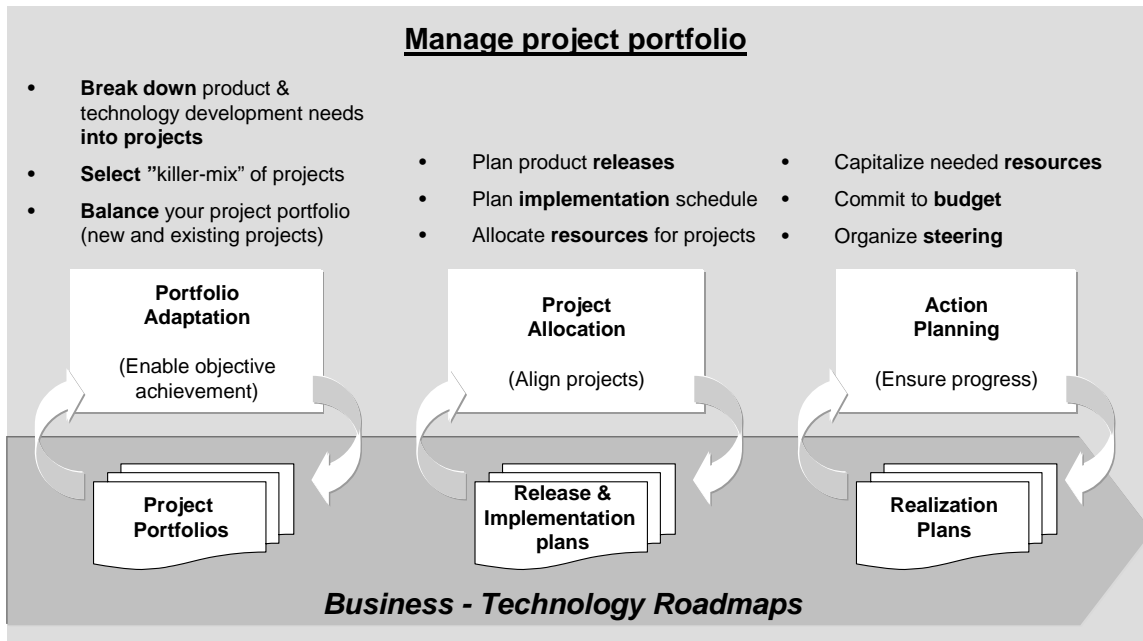 Manage project portfolio
• Break down product &
technology development needs
into projects
• Select ”killer-mix” of projects
• Balance your project portfolio
(new and existing projects)
• Plan product releases
• Plan implementation schedule
• Allocate resources for projects
• Capitalize needed resources
• Commit to budget
• Organize steering
Portfolio
Adaptation
(Enable objective
achievement)
Project
Allocation
(Align projects)
Action
Planning
(Ensure progress)
Project
Portfolios
Release &
Implementation
plans
Realization
Plans
Business - Technology Roadmaps